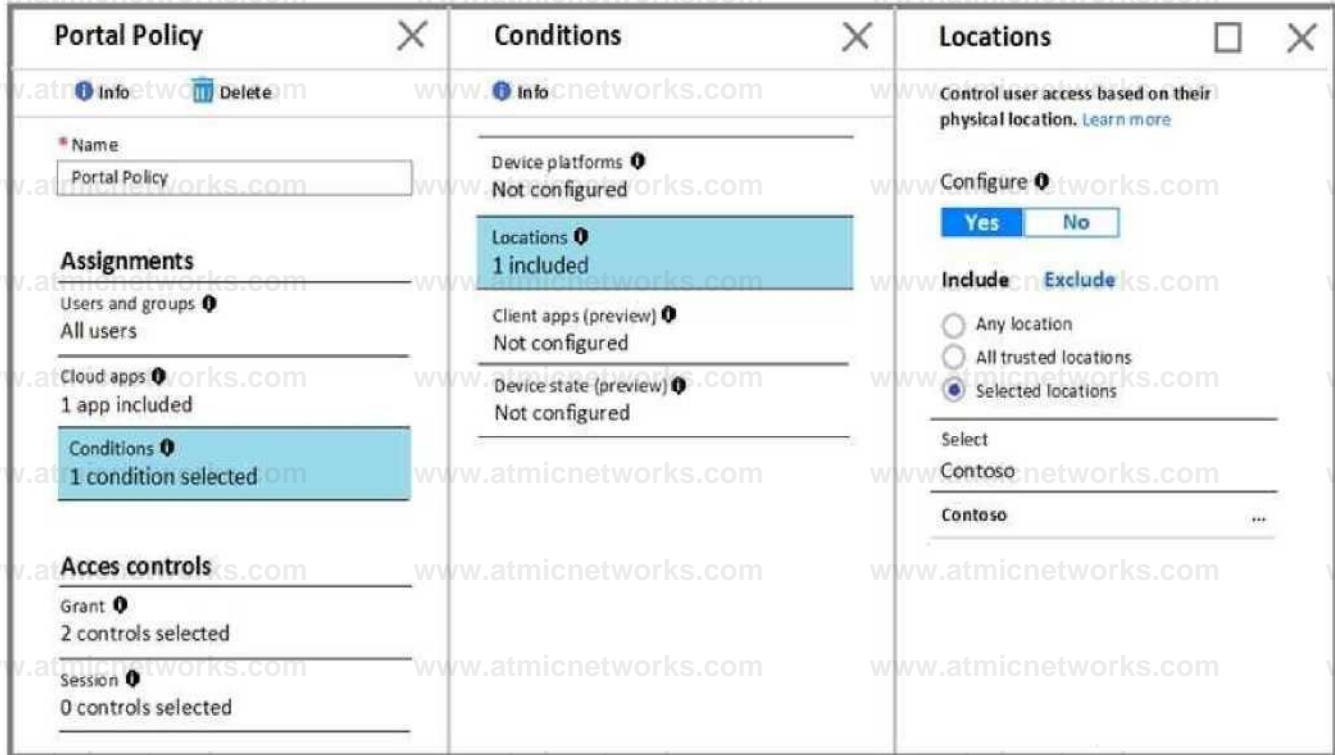 Portal Policy
Info Delete
* Name
Portal Policy
Assignments
Users and groups
All users
Cloud apps
1 app included
Conditions
1 condition selected
Acces controls
Grant
2 controls selected
Session
0 controls selected
Conditions
Info
Device platforms
Not configured
Locations
1 included
Client apps (preview)
Not configured
Device state (preview)
Not configured
Locations
Control user access based on their
physical location. Learn more
Configure
Yes No
Include Exclude
Any location
All trusted locations
Selected locations
Select
Contoso
Contoso ...
www.atmicnetworks.com